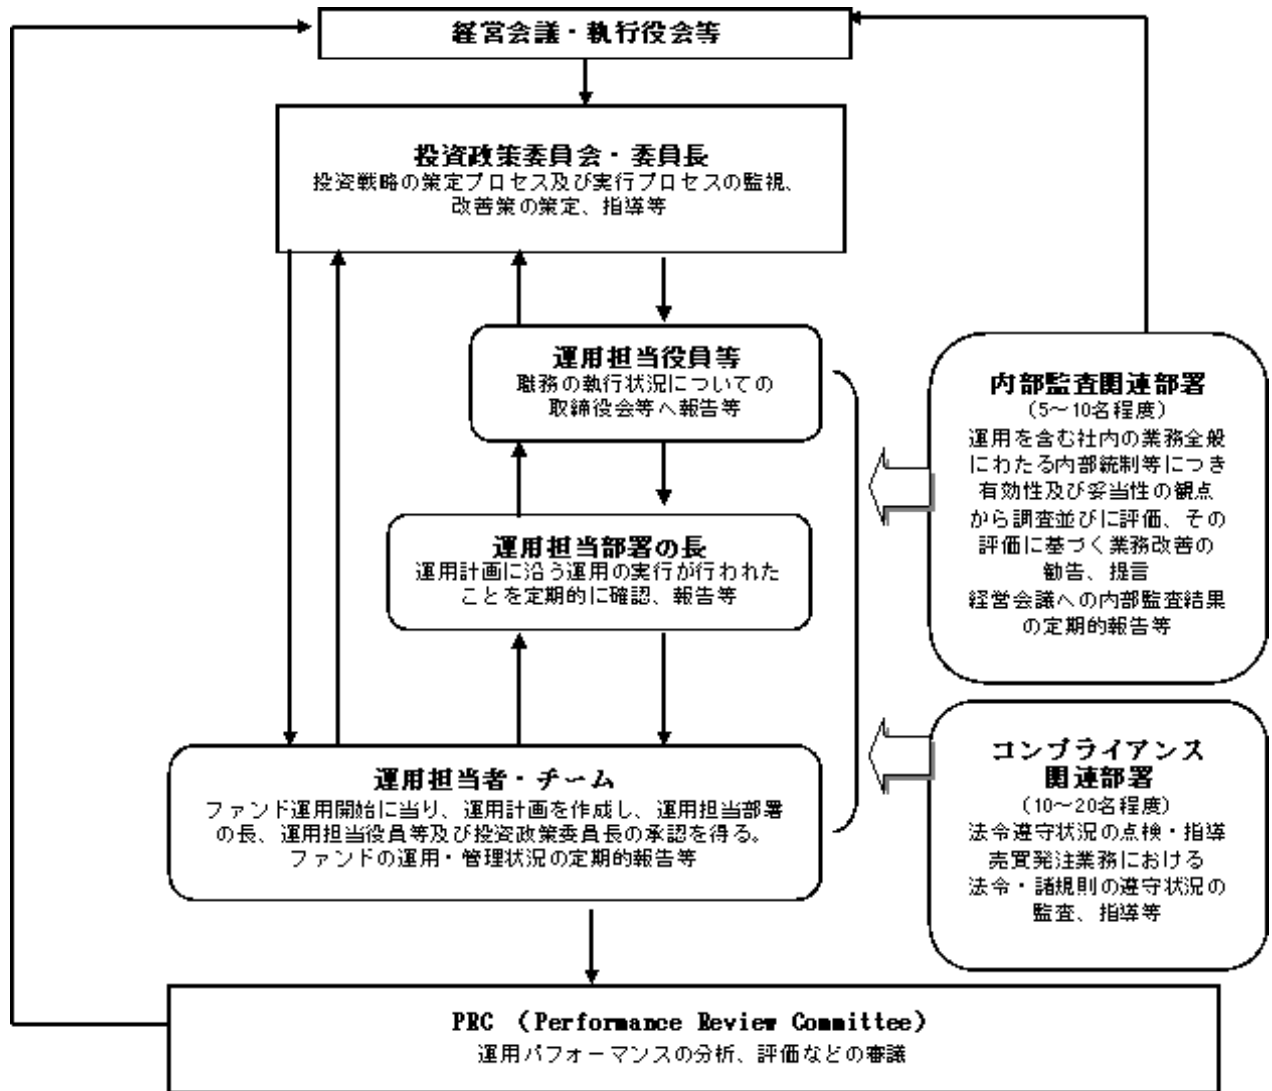 経営会議・執行役会等
投資政策委員会・委員長
投資戦略の策定プロセス及び実行プロセスの監視、
改善策の策定、指導等
運用担当役員等
職務の執行状況についての
取締役会等へ報告等
運用担当部署の長
運用計画に沿う運用の実行が行われた
ことを定期的に確認、報告等
運用担当者・チーム
ファンド運用開始に当り、運用計画を作成し、運用担当部署
の長、運用担当役員等及び投資政策委員長の承認を得る。
ファンドの運用・管理状況の定期的報告等
内部監査関連部署
（5～10名程度）
運用を含む社内の業務全般
にわたる内部統制等につき
有効性及び妥当性の観点
から調査並びに評価、その
評価に基づく業務改善の
勧告、提言
経営会議への内部監査結果
の定期的報告等
コンプライアンス
関連部署
（10～20名程度）
法令遵守状況の点検・指導
売買発注業務における
法令・諸規則の遵守状況の
監査、指導等
PRC （Performance Review Committee）
運用パフォーマンスの分析、評価などの審議